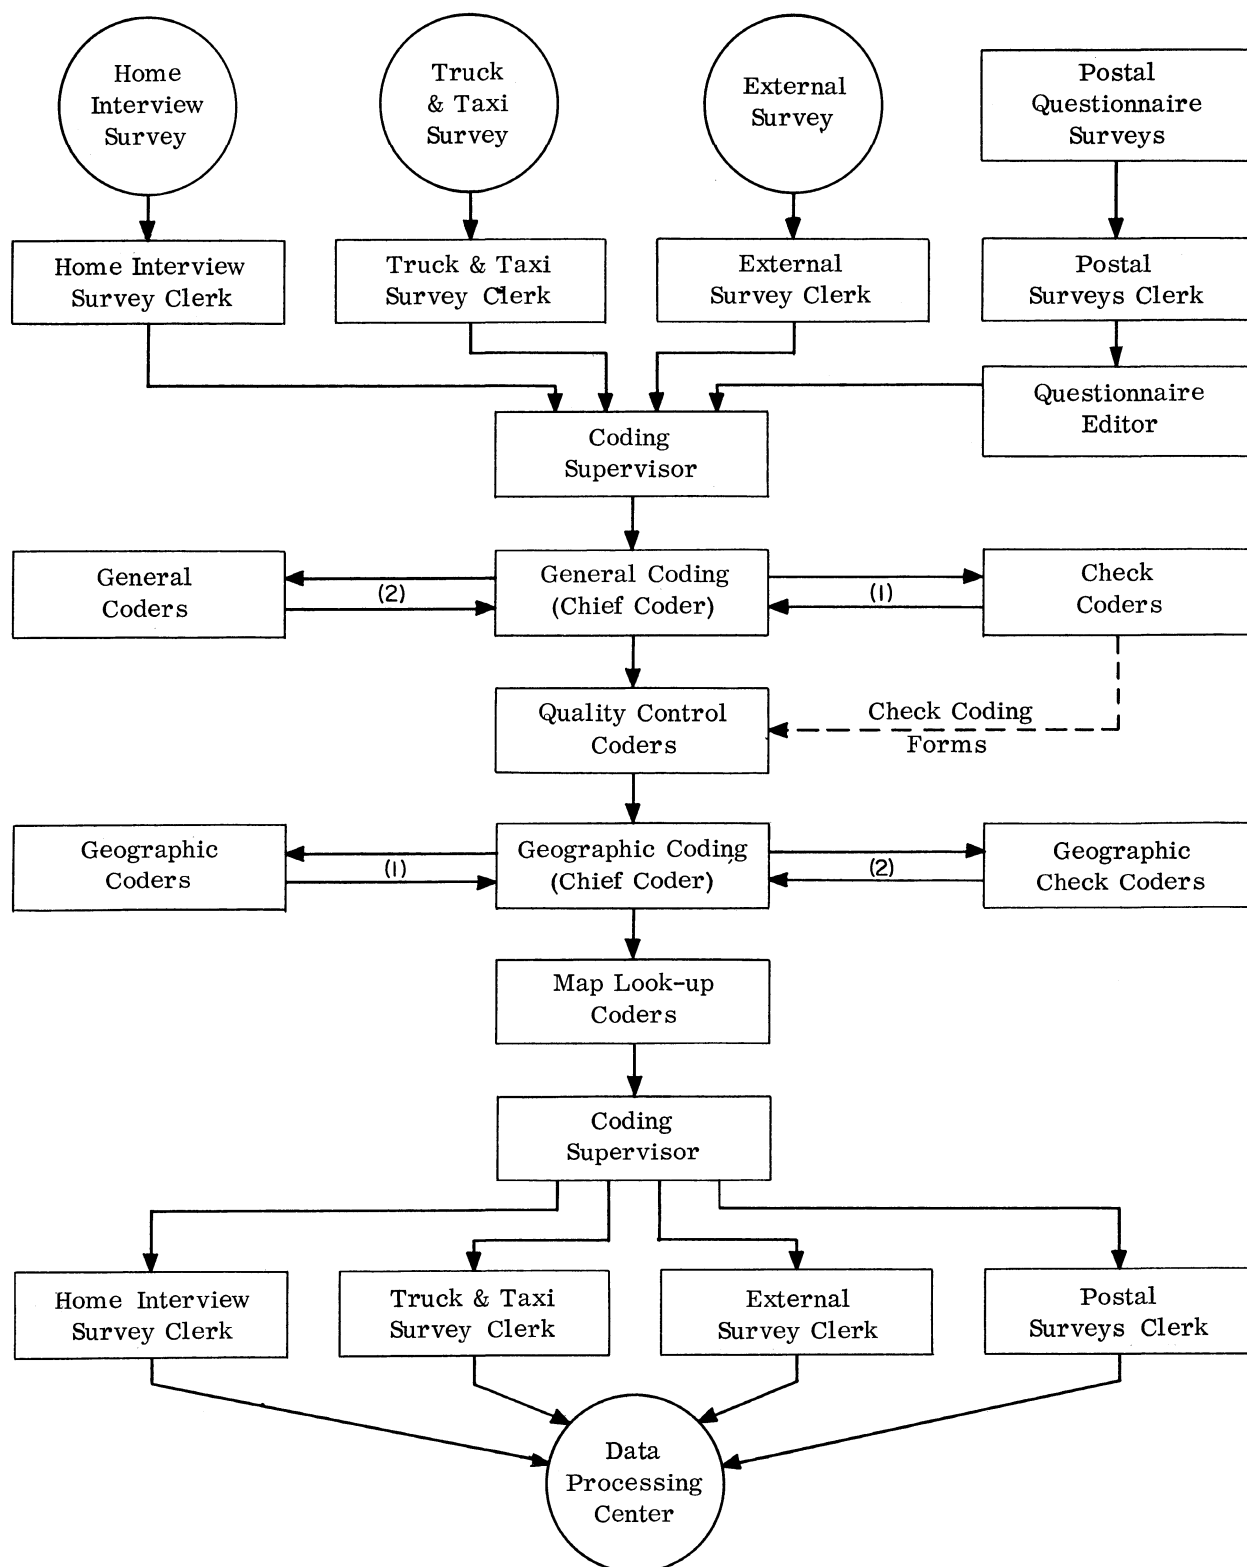 Home
Interview
Survey
Truck
& Taxi
Survey
External
Survey
Postal
Questionnaire
Surveys
Home Interview
Survey Clerk
Truck & Taxi
Survey Clerk
External
Survey Clerk
Postal
Surveys Clerk
Questionnaire
Editor
Coding
Supervisor
General
Coders
(2)
General Coding
(Chief Coder)
(1)
Check
Coders
Quality Control
Coders
Check Coding
Forms
Geographic
Coders
(1)
Geographic Coding
(Chief Coder)
(2)
Geographic
Check Coders
Map Look-up
Coders
Coding
Supervisor
Home Interview
Survey Clerk
Truck & Taxi
Survey Clerk
External
Survey Clerk
Postal
Surveys Clerk
Data
Processing
Center